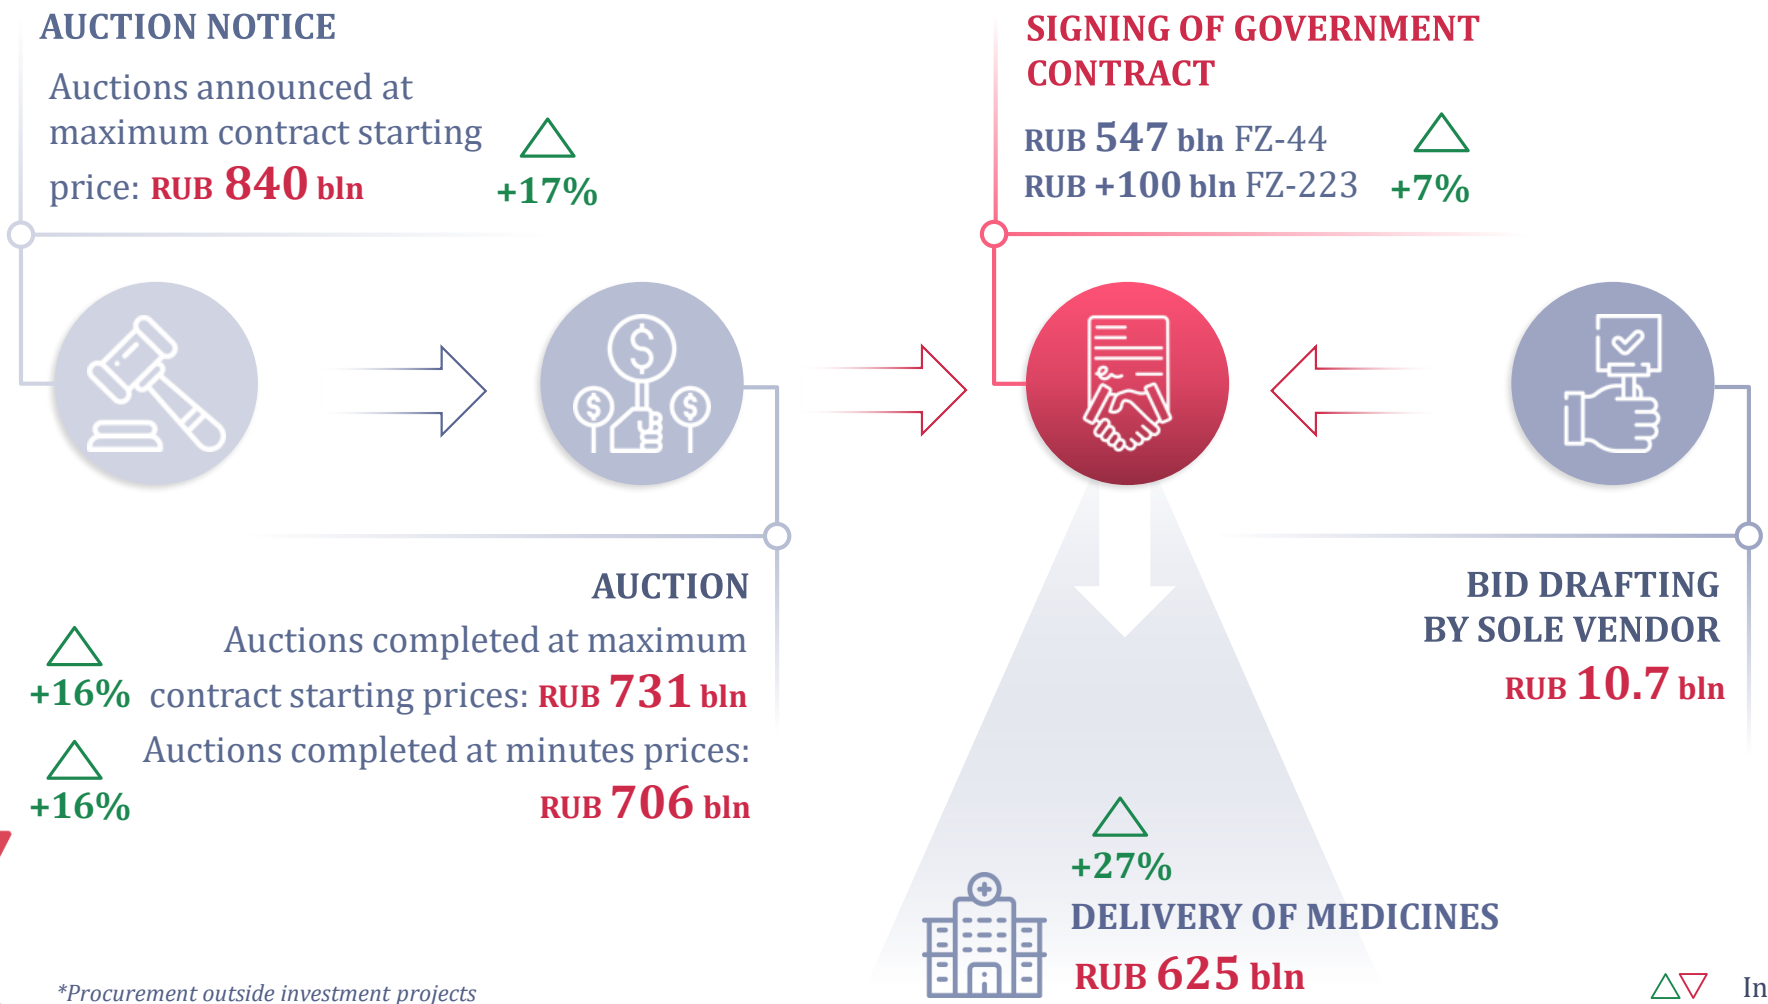 AUCTION NOTICE
Auctions announced at
maximum contract starting
price: RUB 840 bln
+17%
SIGNING OF GOVERNMENT
CONTRACT
RUB 547 bln FZ-44
RUB +100 bln FZ-223
+7%
AUCTION
Auctions completed at maximum
contract starting prices: RUB 731 bln
+16%
Auctions completed at minutes prices:
RUB 706 bln
+16%
BID DRAFTING
BY SOLE VENDOR
RUB 10.7 bln
+27%
DELIVERY OF MEDICINES
RUB 625 bln
*Procurement outside investment projects
In